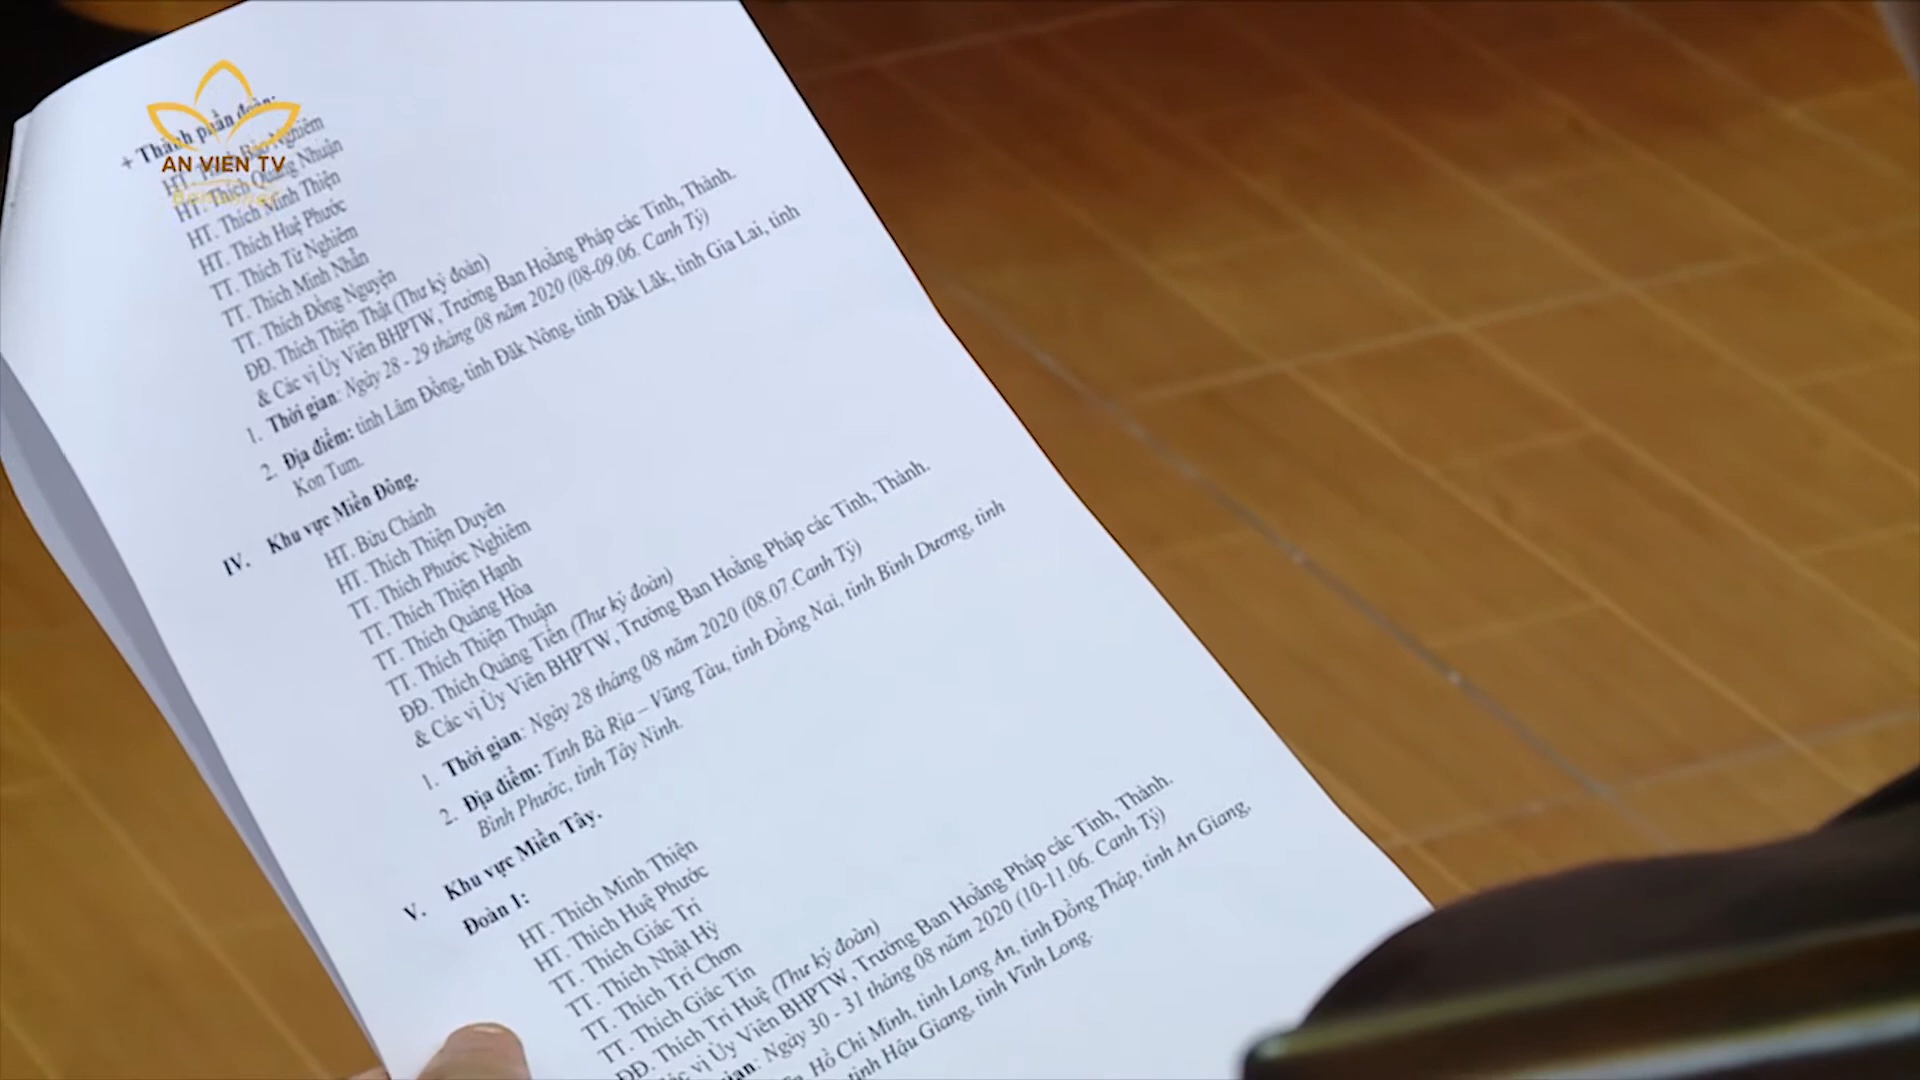 AN VIEN TV
+ Thành phần đoàn:
HT. Thích Bảo Nghiêm
HT. Thích Quảng Nhuận
HT. Thích Minh Thiện
HT. Thích Huệ Phước
TT. Thích Từ Nghiêm
TT. Thích Minh Nhẫn
TT. Thích Đồng Nguyện
ĐĐ. Thích Thiện Thật (Thư ký đoàn)
& Các vị Ủy Viên BHPTW, Trưởng Ban Hoằng Pháp các Tỉnh, Thành.
1. Thời gian: Ngày 28 - 29 tháng 08 năm 2020 (08-09.06. Canh Tý)
2. Địa điểm: tỉnh Lâm Đồng, tỉnh Đăk Nông, tỉnh Đăk Lăk, tỉnh Gia Lai, tỉnh
Kon Tum.
IV. Khu vực Miền Đông.
HT. Bửu Chánh
HT. Thích Thiện Duyên
TT. Thích Phước Nghiêm
TT. Thích Thiện Hạnh
TT. Thích Quảng Hòa
TT. Thích Thiện Thuận
ĐĐ. Thích Quảng Tiến (Thư ký đoàn)
& Các vị Ủy Viên BHPTW, Trưởng Ban Hoằng Pháp các Tỉnh, Thành.
1. Thời gian: Ngày 28 tháng 08 năm 2020 (08.07.Canh Tý)
2. Địa điểm: Tỉnh Bà Rịa – Vũng Tàu, tỉnh Đồng Nai, tỉnh Bình Dương, tỉnh
Bình Phước, tỉnh Tây Ninh.
V. Khu vực Miền Tây.
Đoàn 1:
HT. Thích Minh Thiện
HT. Thích Huệ Phước
TT. Thích Giác Trí
TT. Thích Nhật Hỷ
TT. Thích Trí Chơn
TT. Thích Giác Tín
ĐĐ. Thích Trí Huệ (Thư ký đoàn)
vị Ủy Viên BHPTW, Trưởng Ban Hoằng Pháp các Tỉnh, Thành.
Ngày 30 - 31 tháng 08 năm 2020 (10-11.06. Canh Tý)
Hồ Chí Minh, tỉnh Long An, tỉnh Đồng Tháp, tỉnh An Giang,
tỉnh Hậu Giang, tỉnh Vĩnh Long.